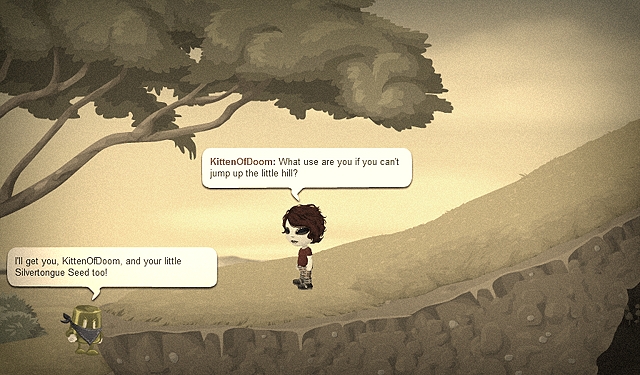 KittenOfDoom: What use are you if you can't
jump up the little hill?
I'll get you, KittenOfDoom, and your little
Silvertongue Seed too!